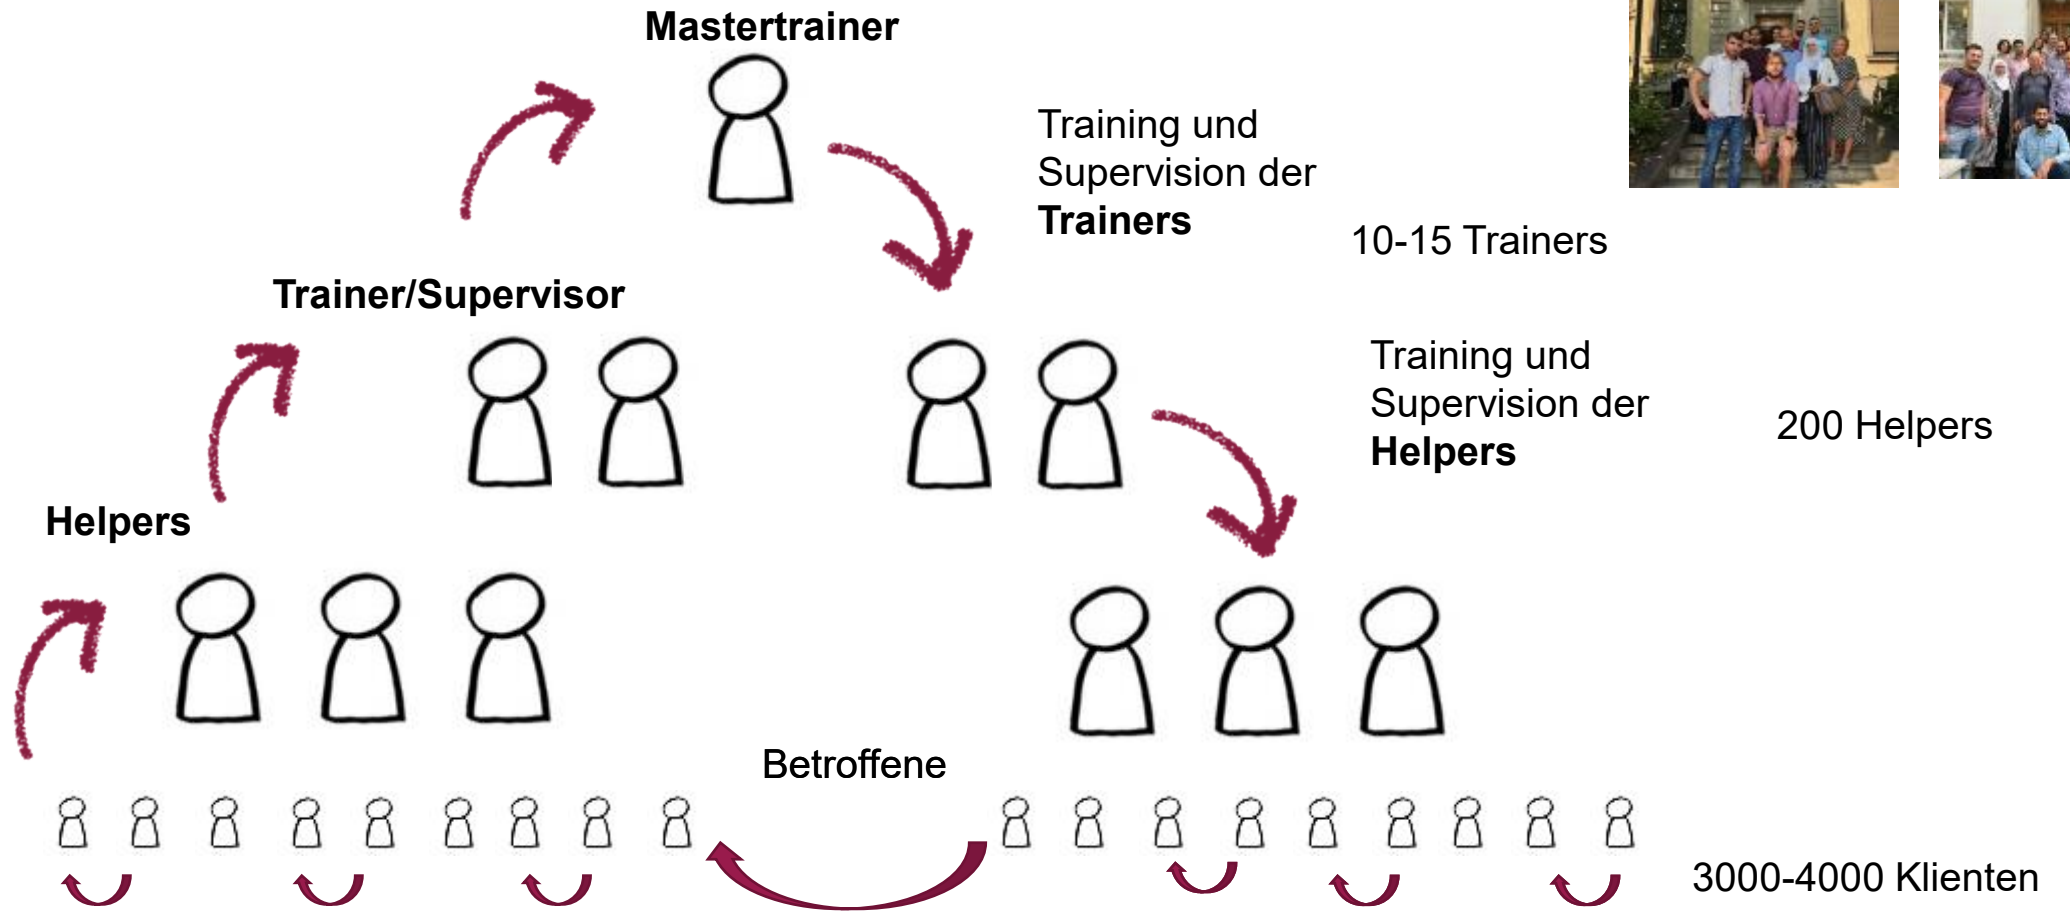 Mastertrainer
Training und
Supervision der
Trainers
10-15 Trainers
Trainer/Supervisor
Training und
Supervision der
Helpers
200 Helpers
Helpers
Betroffene
3000-4000 Klienten